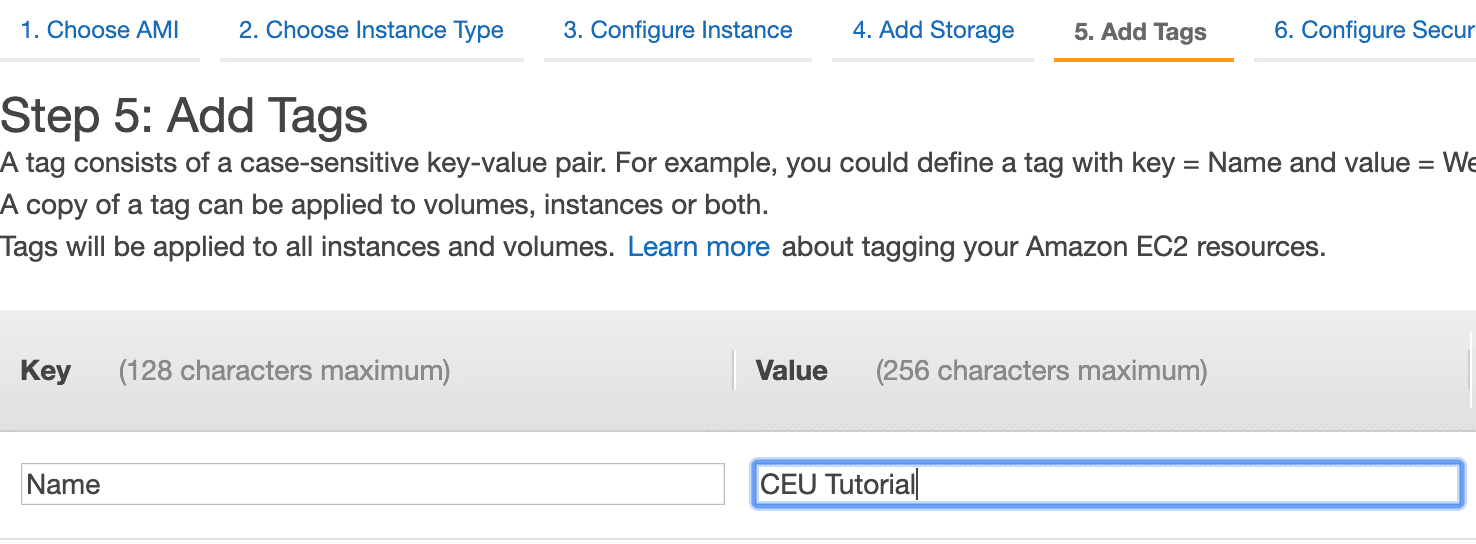 1. Choose AMI 2. Choose Instance Type 3. Configure Instance 4. Add Storage 5. Add Tags 6. Configure Secur
Step 5: Add Tags
A tag consists of a case-sensitive key-value pair. For example, you could define a tag with key = Name and value = We
A copy of a tag can be applied to volumes, instances or both.
Tags will be applied to all instances and volumes. Learn more about tagging your Amazon EC2 resources.
Key (128 characters maximum) Value (256 characters maximum)
Name CEU Tutorial